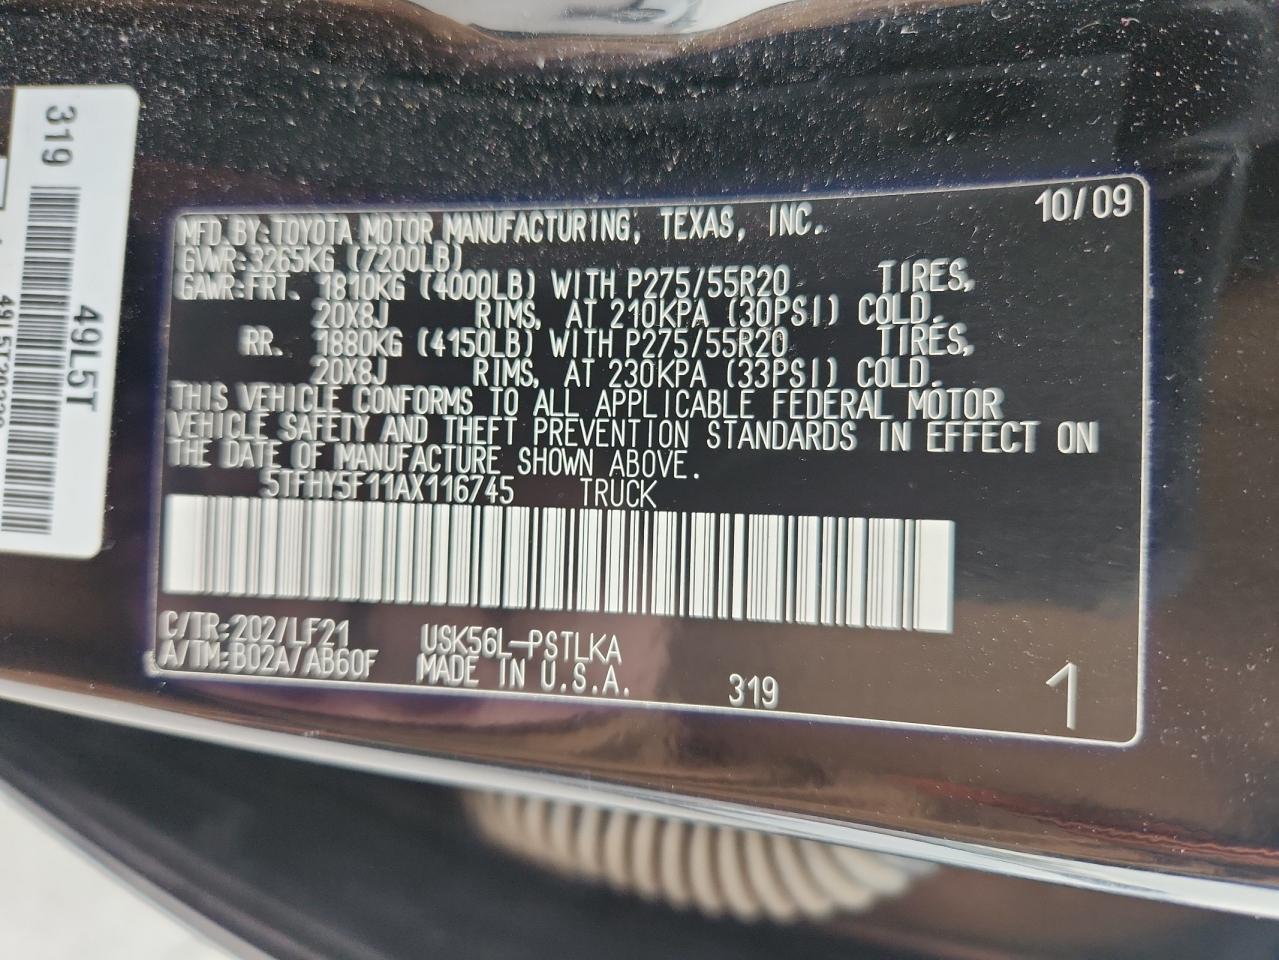 319
49L5T
10/09
MFD BY:TOYOTA MOTOR MANUFACTURING, TEXAS, INC.
GVWR:3265KG (7200LB)
GAWR:FRT. 1810KG (4000LB) WITH P275/55R20 TIRES,
20X8J RIMS, AT 210KPA (30PSI) COLD.
RR. 1880KG (4150LB) WITH P275/55R20 TIRES,
20X8J RIMS, AT 230KPA (33PSI) COLD.
THIS VEHICLE CONFORMS TO ALL APPLICABLE FEDERAL MOTOR
VEHICLE SAFETY AND THEFT PREVENTION STANDARDS IN EFFECT ON
THE DATE OF MANUFACTURE SHOWN ABOVE.
5TFHY5F11AX116745 TRUCK
C/TR:202/LF21 USK56L-PSTLKA
A/TM:B02A/AB60F MADE IN U.S.A.
319
1